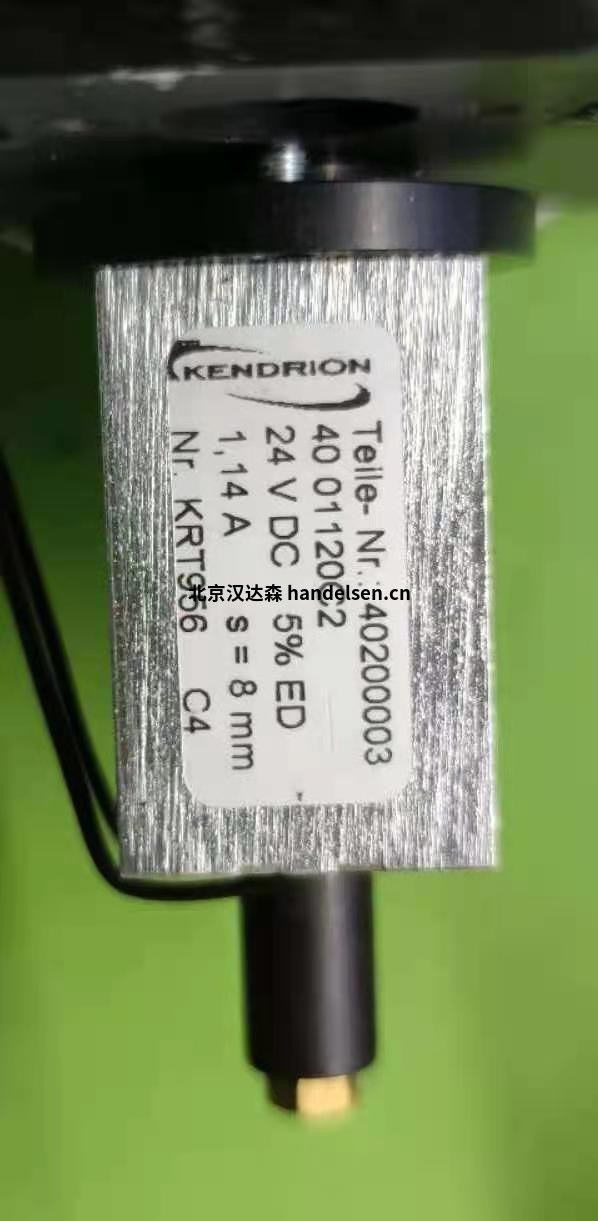 KENDRION
Teile- Nr.: 40200003
40 01120C2
24 V DC 5% ED
1,14 A s = 8 mm
Nr. KRT956 C4
北京汉达森 handelsen.cn